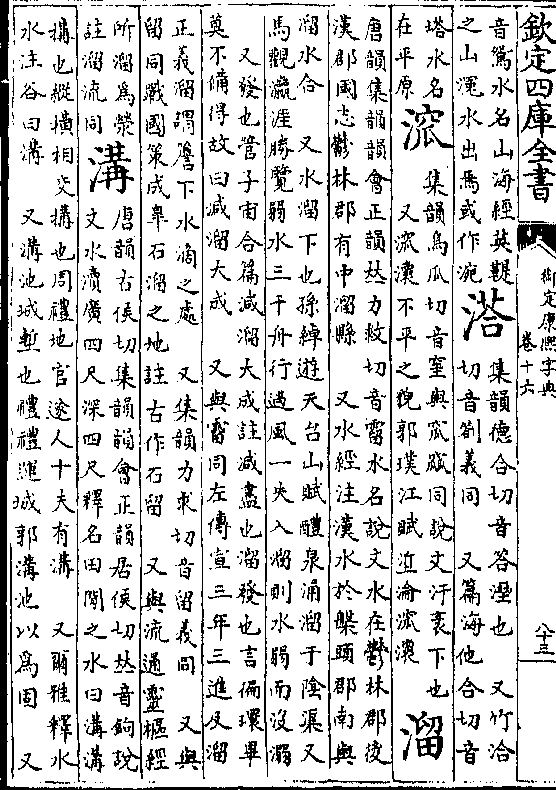 欽定四庫全書
御定康熙字典
卷十六
八十三
音篤水名山海經英鞮
之山漫水出焉或作涴
溚
集韻德合切音答溼也 又竹洽
切音劄義同 又篇海他合切音
塔水名
在平原
窊
集韻烏瓜切音窐與窊窳同說文汙衺下也
又㴜瀤不平之貌郭璞江賦泓㴜瀤
溜
唐韻集韻韻會正韻𠀤力救切音霤水名說文水在鬱林郡後
漢郡國志鬱林郡有中溜縣 又水經注漢水於槃頭郡南與
溜水合 又水溜下也孫綽遊天台山賦醴泉涌溜于陰渠又
馬觀瀛涯勝覽弱水三千舟行遇風一失入溜則水弱而沒溺
又發也管子宙合篇減溜大成註減盡也溜發也言徧環畢
莫不備得故曰減溜大成 又與霤同左傳宣三年三進及溜
正義溜謂簷下水滴之處 又集韻力求切音留義同 又與
留同戰國策成臯石溜之地註古作石留 又與流通靈樞經
所溜爲滎
註溜流同
溝
唐韻古侯切集韻韻會正韻居侯切𠀤音鉤說
文水瀆廣四尺深四尺釋名田閒之水曰溝溝
搆也縱橫相交搆也周禮地官遂人十夫有溝 又爾雅釋水
水注谷曰溝 又溝池城塹也禮禮運城郭溝池以爲固 又